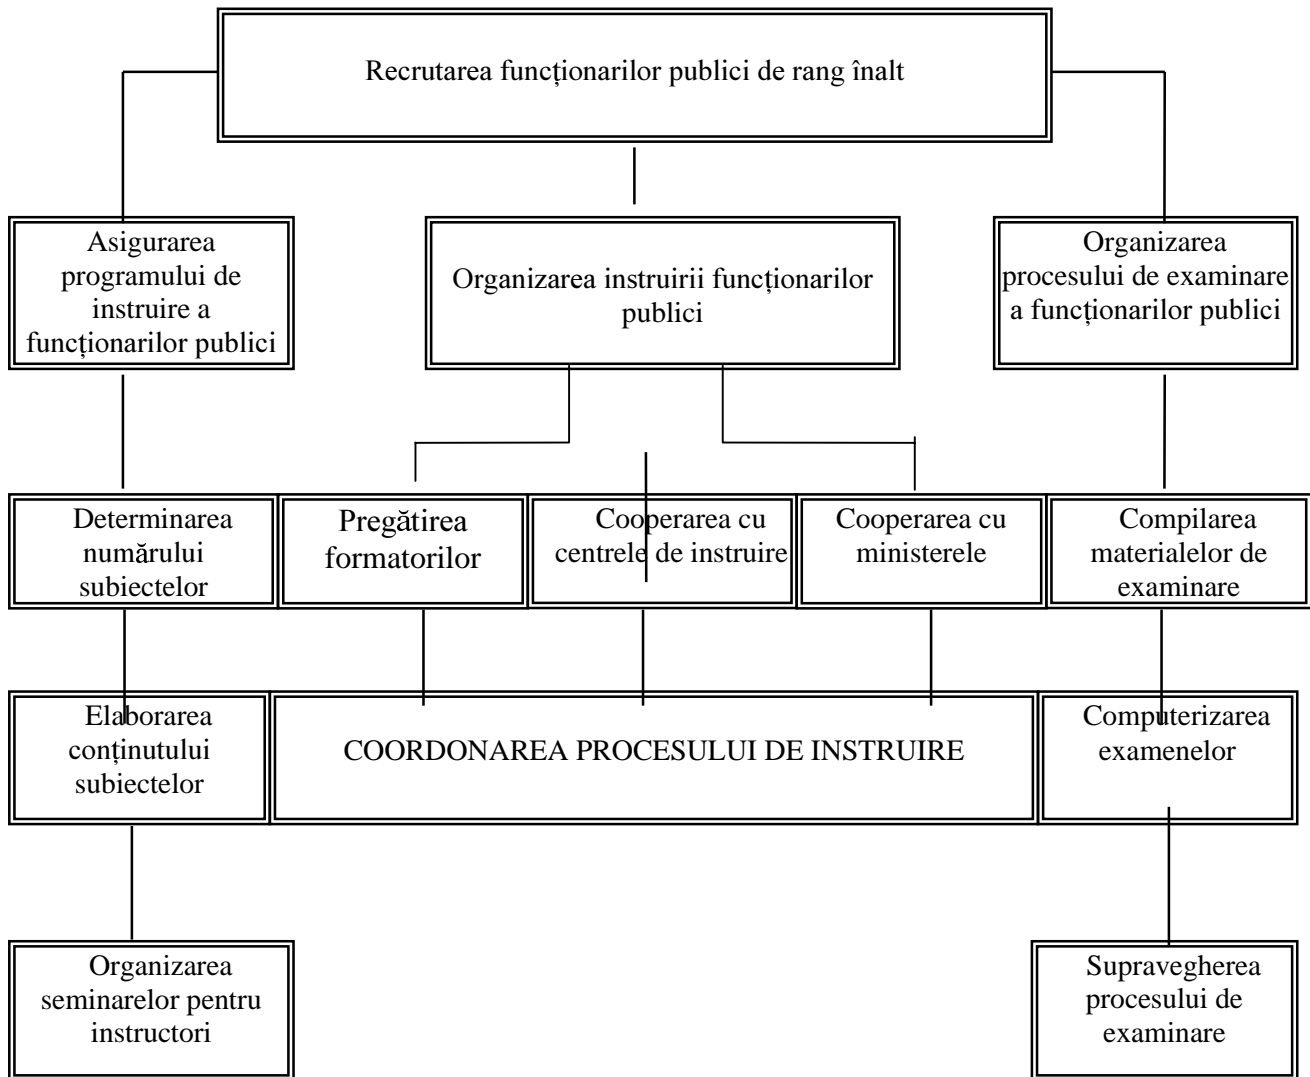 Recrutarea funcționarilor publici de rang înalt
Asigurarea
programului de
instruire a
funcționarilor publici
Organizarea instruirii funcționarilor
publici
Organizarea
procesului de examinare
a funcționarilor publici
Determinarea
numărului
subiectelor
Pregătirea
formatorilor
Cooperarea cu
centrele de instruire
Cooperarea cu
ministerele
Compilarea
materialelor de
examinare
Elaborarea
conținutului
subiectelor
COORDONAREA PROCESULUI DE INSTRUIRE
Computerizarea
examenelor
Organizarea
seminarelor pentru
instructori
Supravegherea
procesului de
examinare